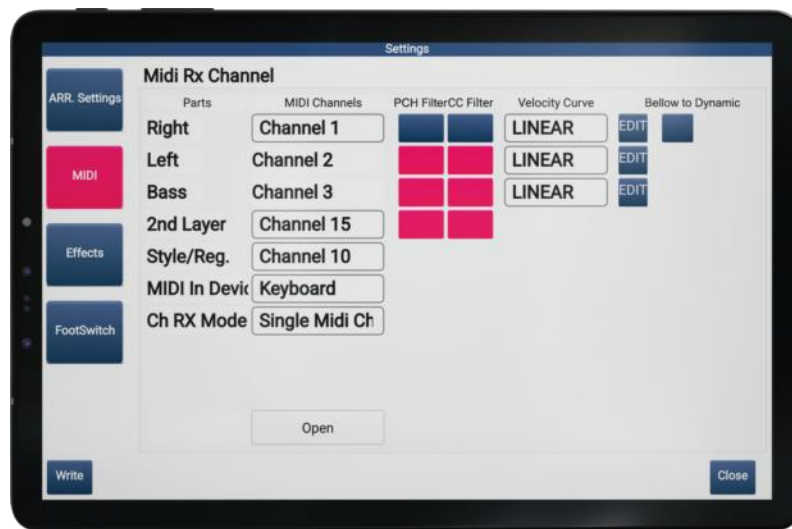 Settings
Midi Rx Channel
ARR. Settings
Parts MIDI Channels PCH Filter CC Filter Velocity Curve Bellow to Dynamic
Right Channel 1 LINEAR EDIT
MIDI
Left Channel 2 LINEAR EDIT
Bass Channel 3 LINEAR EDIT
2nd Layer Channel 15
Effects
Style/Reg. Channel 10
MIDI In Devic Keyboard
FootSwitch
Ch RX Mode Single Midi Ch
Open
Write Close